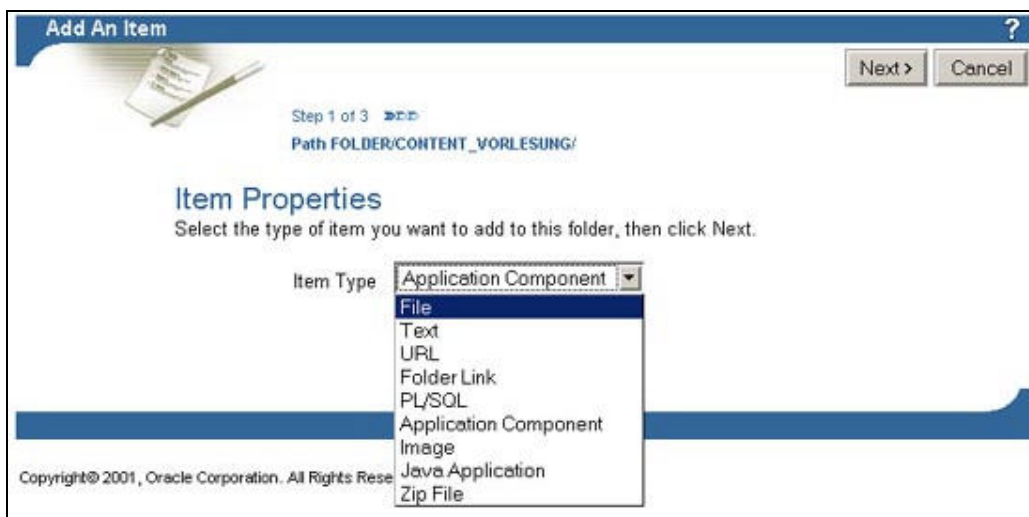 Add An Item ?
Next > Cancel
Step 1 of 3
Path FOLDER/CONTENT_VORLESUNG/
Item Properties
Select the type of item you want to add to this folder, then click Next.
Item Type Application Component
File
Text
URL
Folder Link
PL/SQL
Application Component
Image
Java Application
Zip File
Copyright© 2001, Oracle Corporation. All Rights Rese